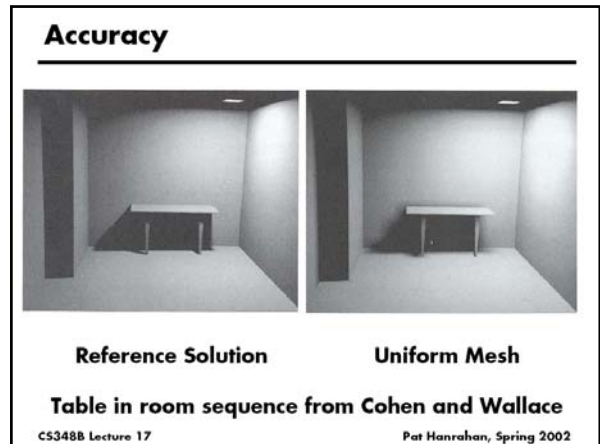 Accuracy
Reference Solution Uniform Mesh
Table in room sequence from Cohen and Wallace
CS348B Lecture 17 Pat Hanrahan, Spring 2002